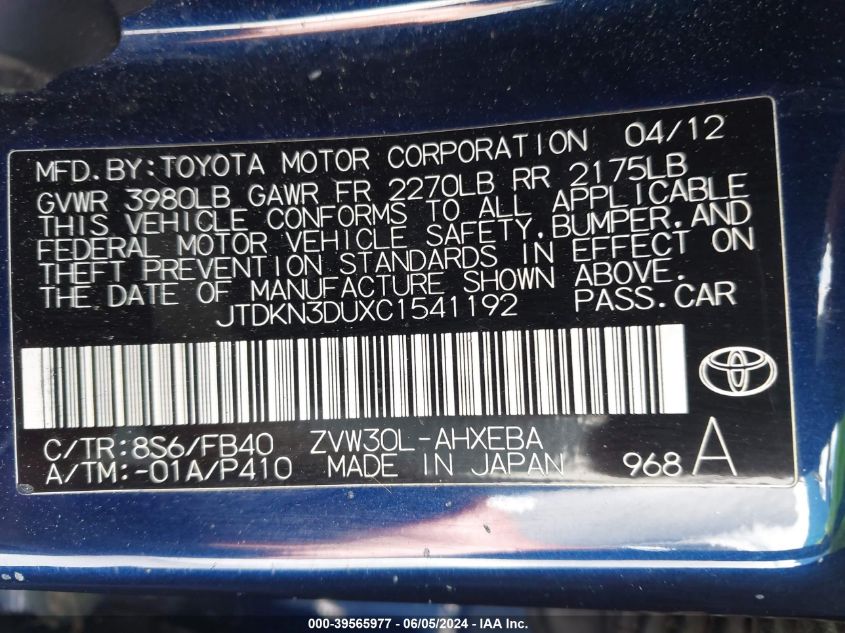 MFD. BY: TOYOTA MOTOR CORPORATION 04/12
GVWR 3980LB GAWR FR 2270LB RR 2175LB
THIS VEHICLE CONFORMS TO ALL APPLICABLE
FEDERAL MOTOR VEHICLE SAFETY, BUMPER, AND
THEFT PREVENTION STANDARDS IN EFFECT ON
THE DATE OF MANUFACTURE SHOWN ABOVE.
JTDKN3DUXC1541192 PASS. CAR
C/TR: 8S6/FB40 ZVW30L-AHXEBA
A/TM: -01A/P410 MADE IN JAPAN 968 A
000-39565977 - 06/05/2024 - IAA Inc.